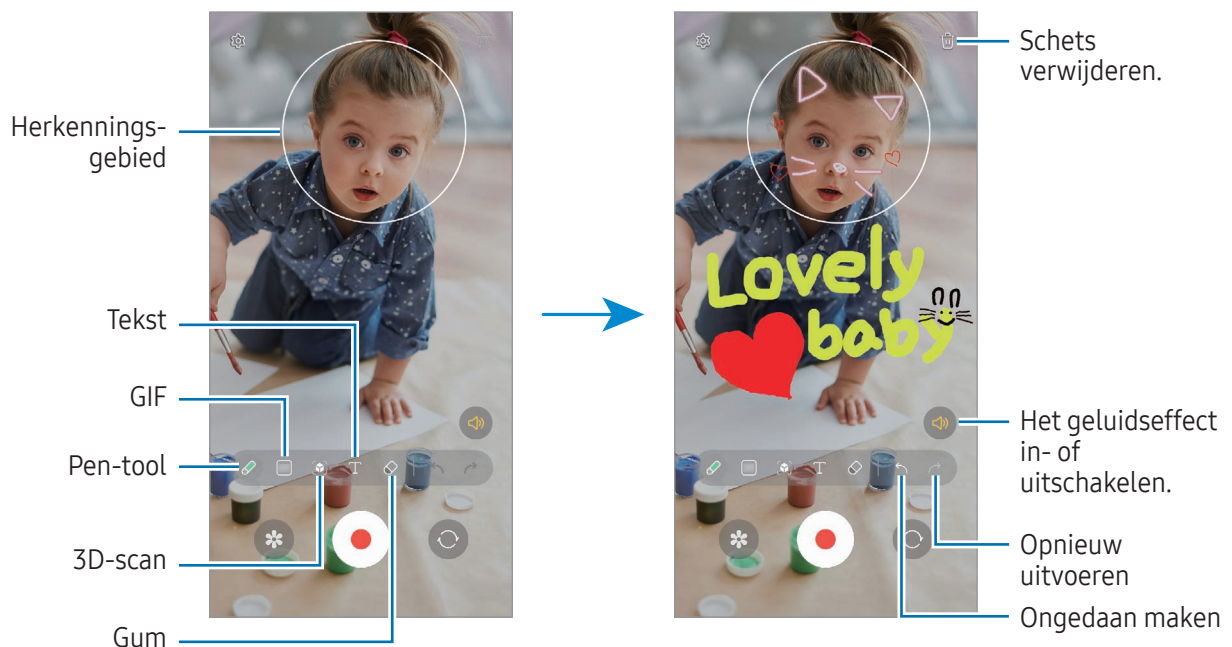 Herkennings-
gebied
Tekst
GIF
Pen-tool
3D-scan
Gum
T
Lovely
baby
T
Schets
verwijderen.
Het geluidseffect
in- of
uitschakelen.
Opnieuw
uitvoeren
Ongedaan maken